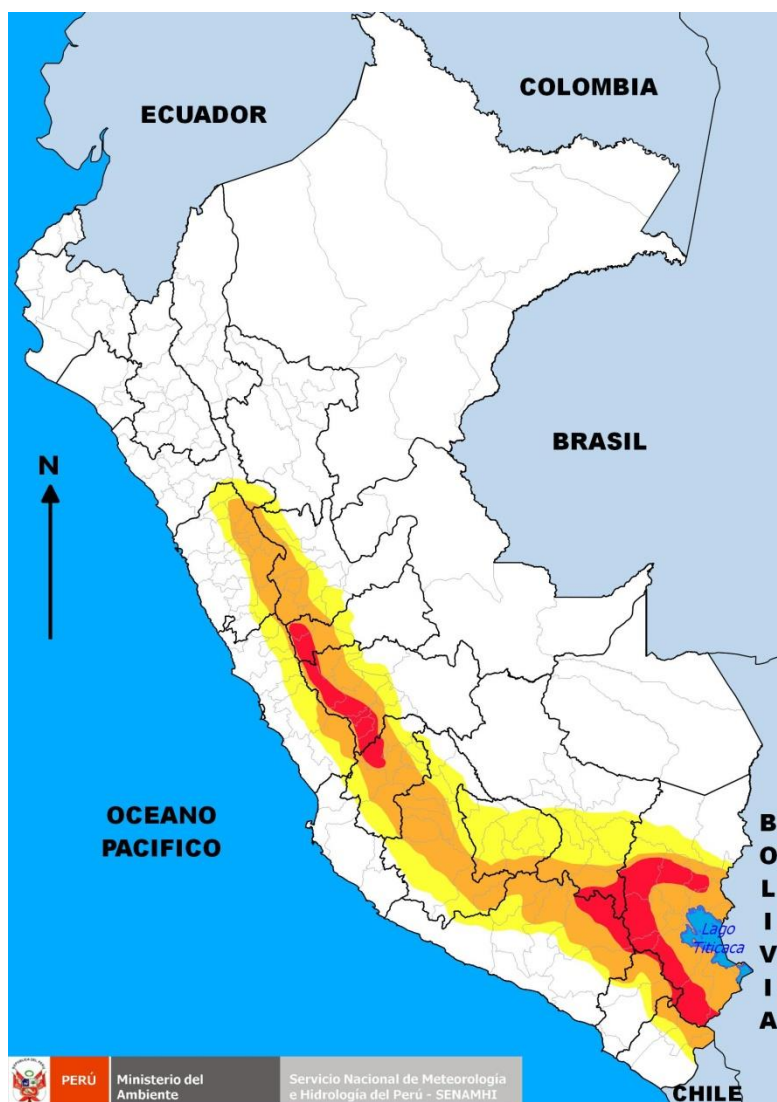 COLOMBIA
ECUADOR
BRASIL
N
OCEANO
PACIFICO
BOLIVIA
Lago
Titicaca
CHILE
PERÚ
Ministerio del
Ambiente
Servicio Nacional de Meteorología
e Hidrología del Perú - SENAMHI